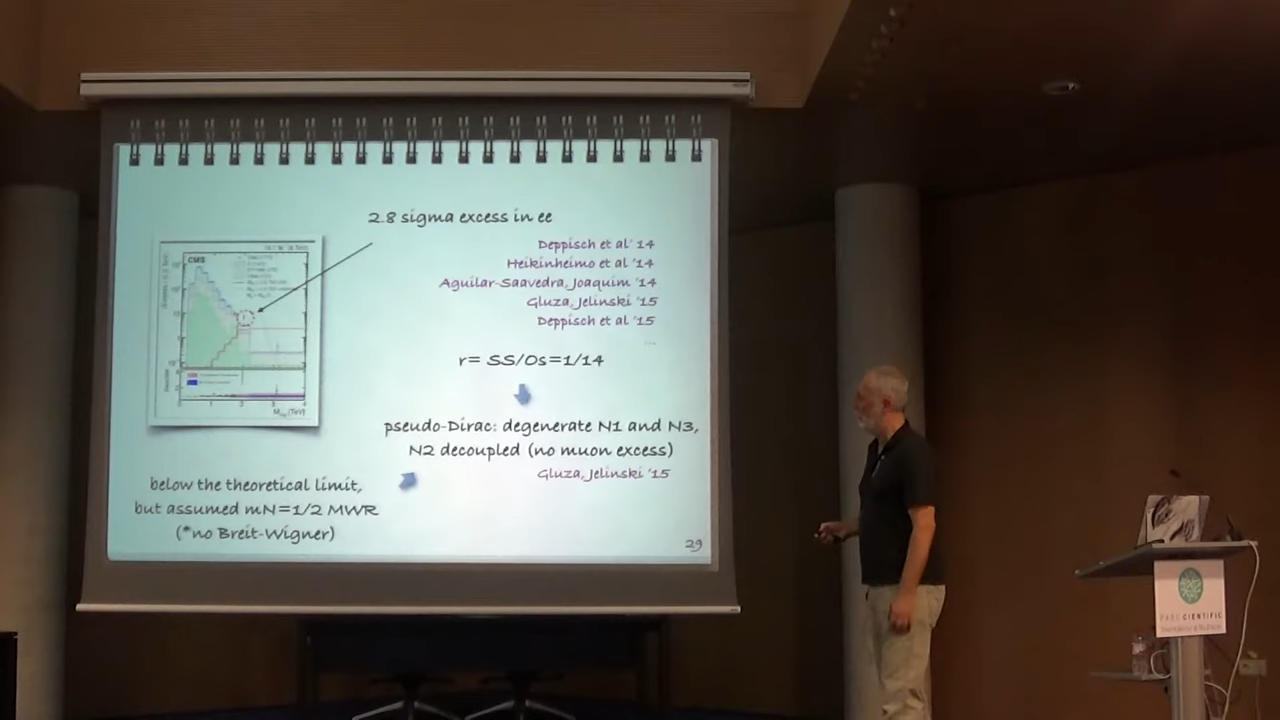 2.8 sigma excess in ee
Deppisch et al' 14
Heikinheimo et al '14
Aguilar-Saavedra, Joaquim '14
Gluza, Jelinski '15
Deppisch et al '15
...
r= SS/OS=1/14
pseudo-Dirac: degenerate N1 and N3,
N2 decoupled (no muon excess)
Gluza, Jelinski '15
CMS
below the theoretical limit,
but assumed mN=1/2 MWR
(*no Breit-Wigner)
29
PARC CIENTIFIC